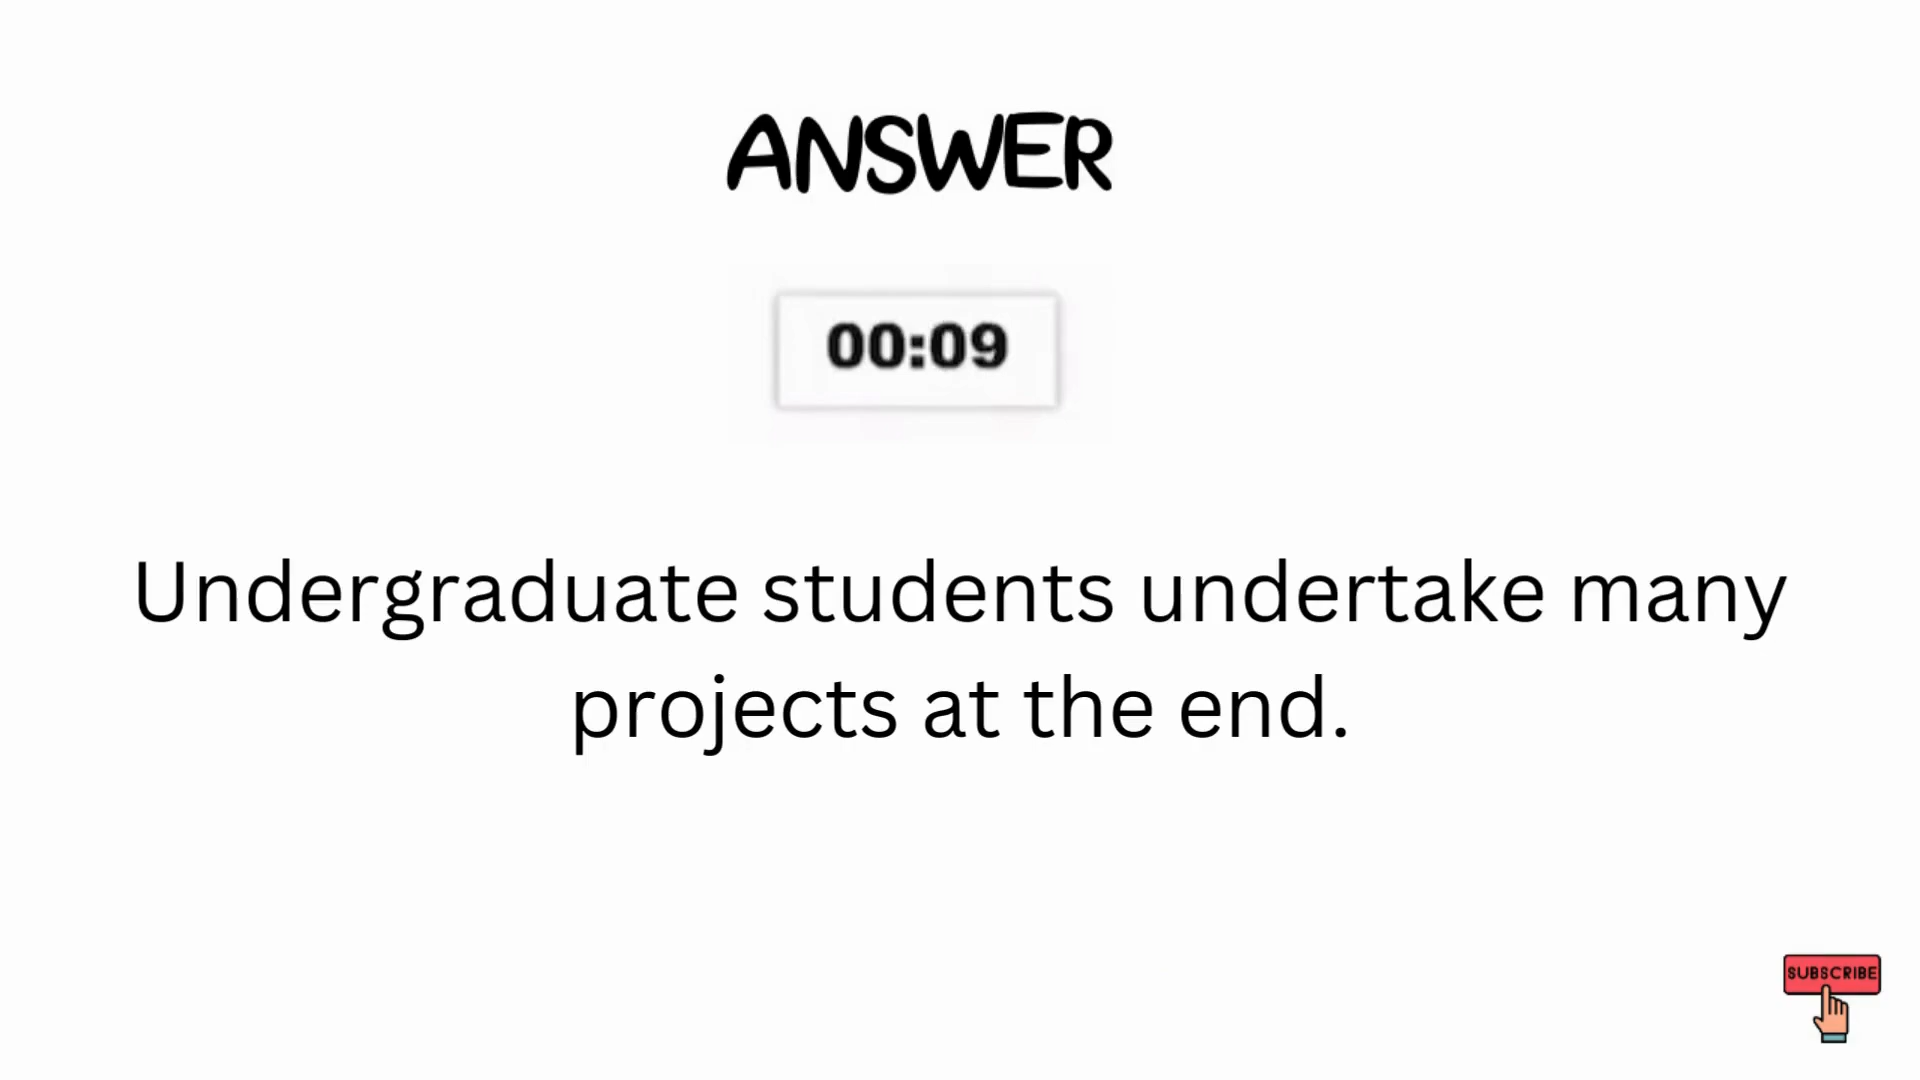 ANSWER
00:09
Undergraduate students undertake many
projects at the end.
SUBSCRIBE